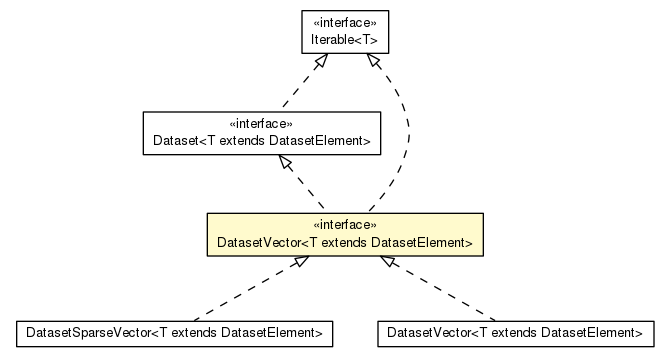 «interface»
Iterable<T>
«interface»
Dataset<T extends DatasetElement>
«interface»
DatasetVector<T extends DatasetElement>
DatasetSparseVector<T extends DatasetElement>
DatasetVector<T extends DatasetElement>